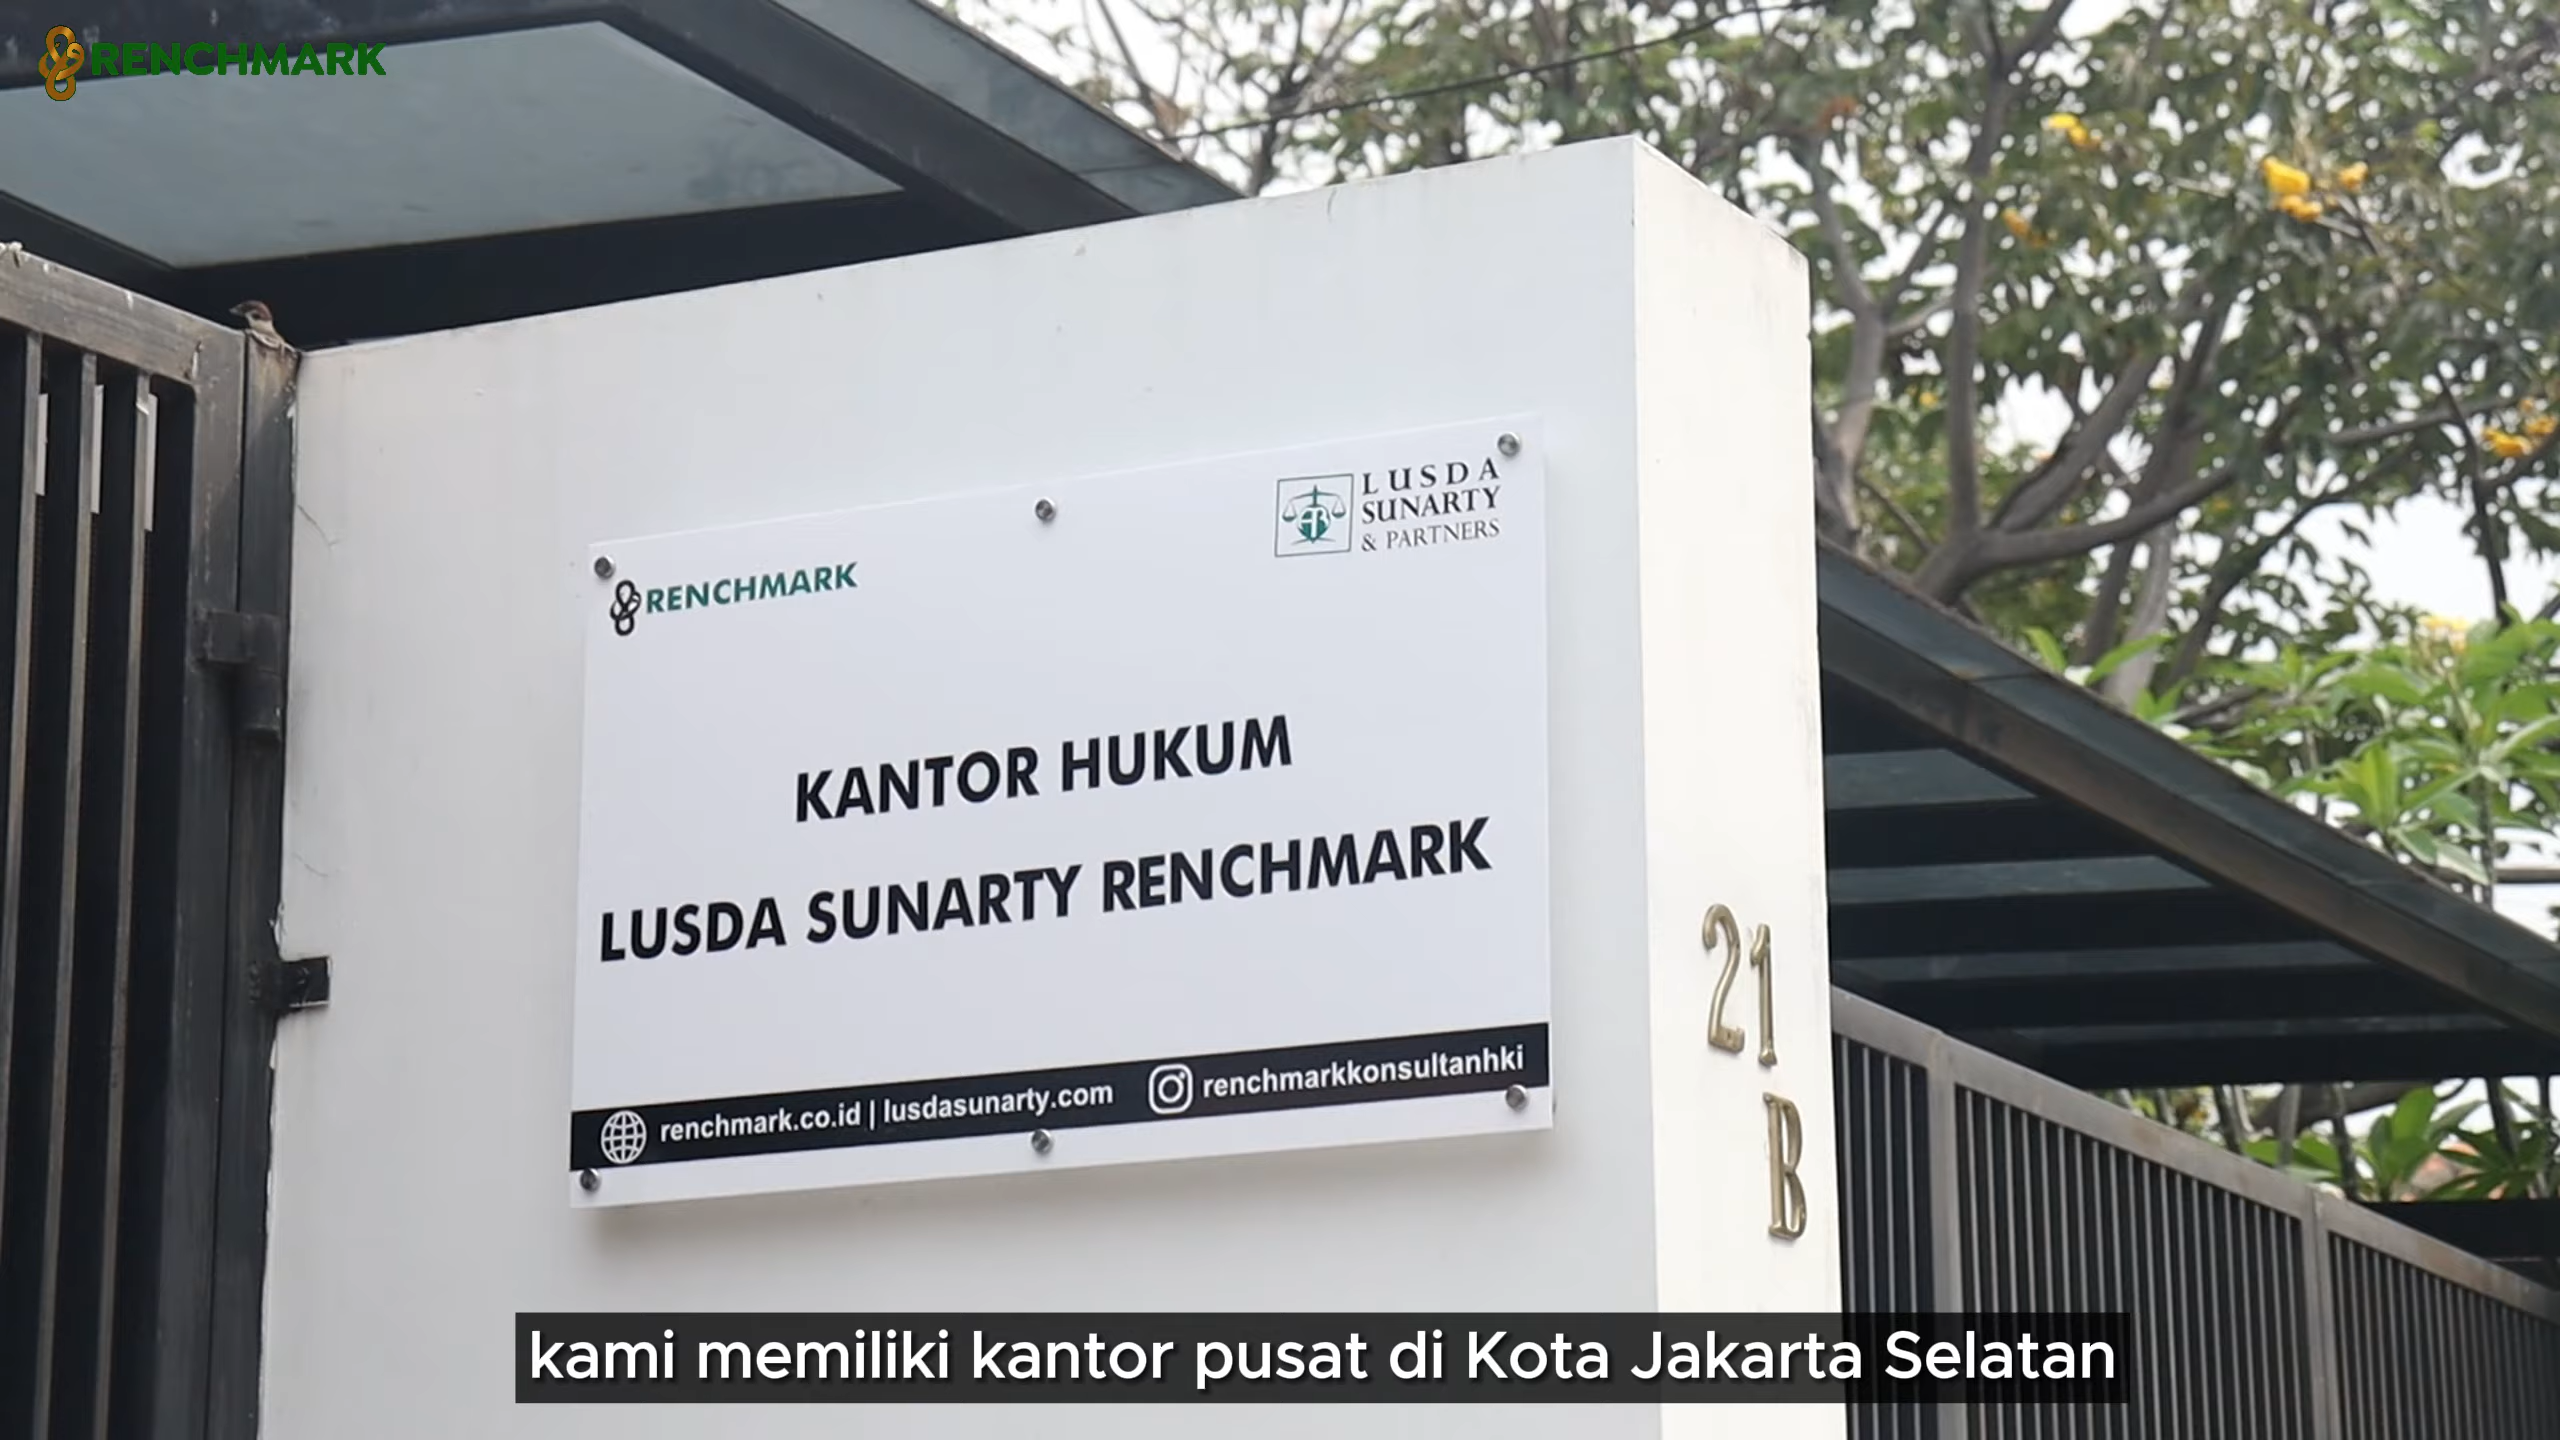 RENCHMARK
LUSDA
SUNARTY
& PARTNERS
RENCHMARK
KANTOR HUKUM
LUSDA SUNARTY RENCHMARK
renchmark.co.id | lusdasunarty.com renchmarkkonsultanhki
21
B
kami memiliki kantor pusat di Kota Jakarta Selatan